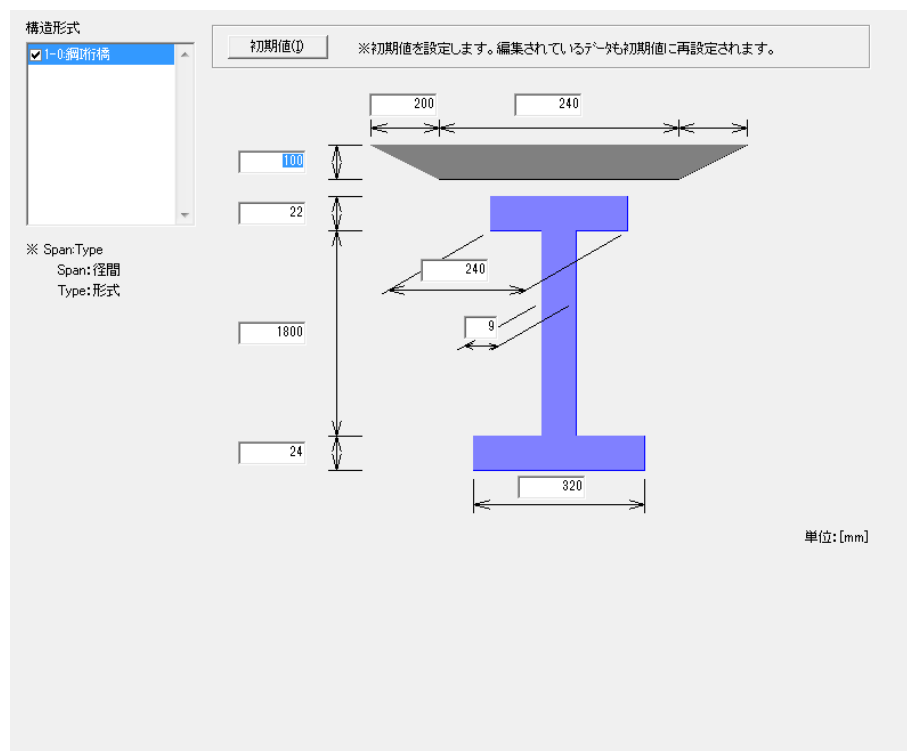 構造形式
1-0:鋼I桁橋
初期値(I)
※初期値を設定します。編集されているデータも初期値に再設定されます。
200
240
100
22
※ Span:Type
Span:径間
Type:形式
240
9
1800
24
320
単位:[mm]